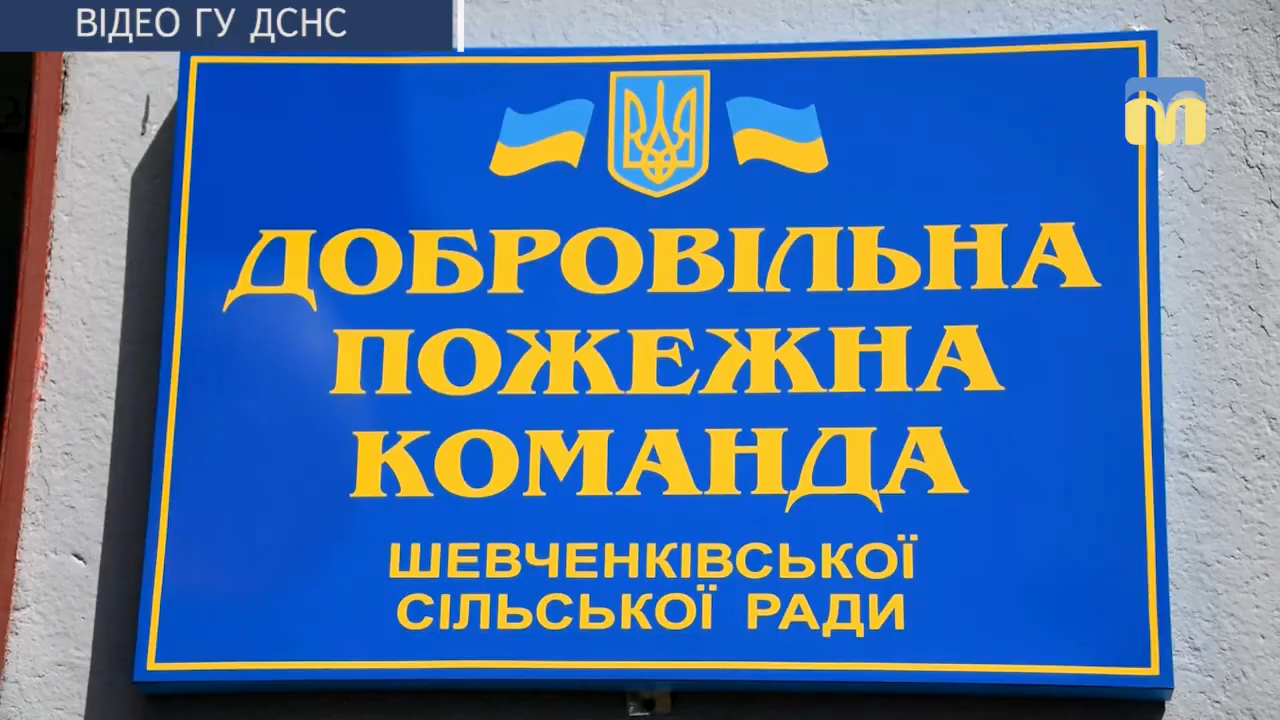 ВІДЕО ГУ ДСНС
ДОБРОВІЛЬНА
ПОЖЕЖНА
КОМАНДА
ШЕВЧЕНКІВСЬКОЇ
СІЛЬСЬКОЇ РАДИ